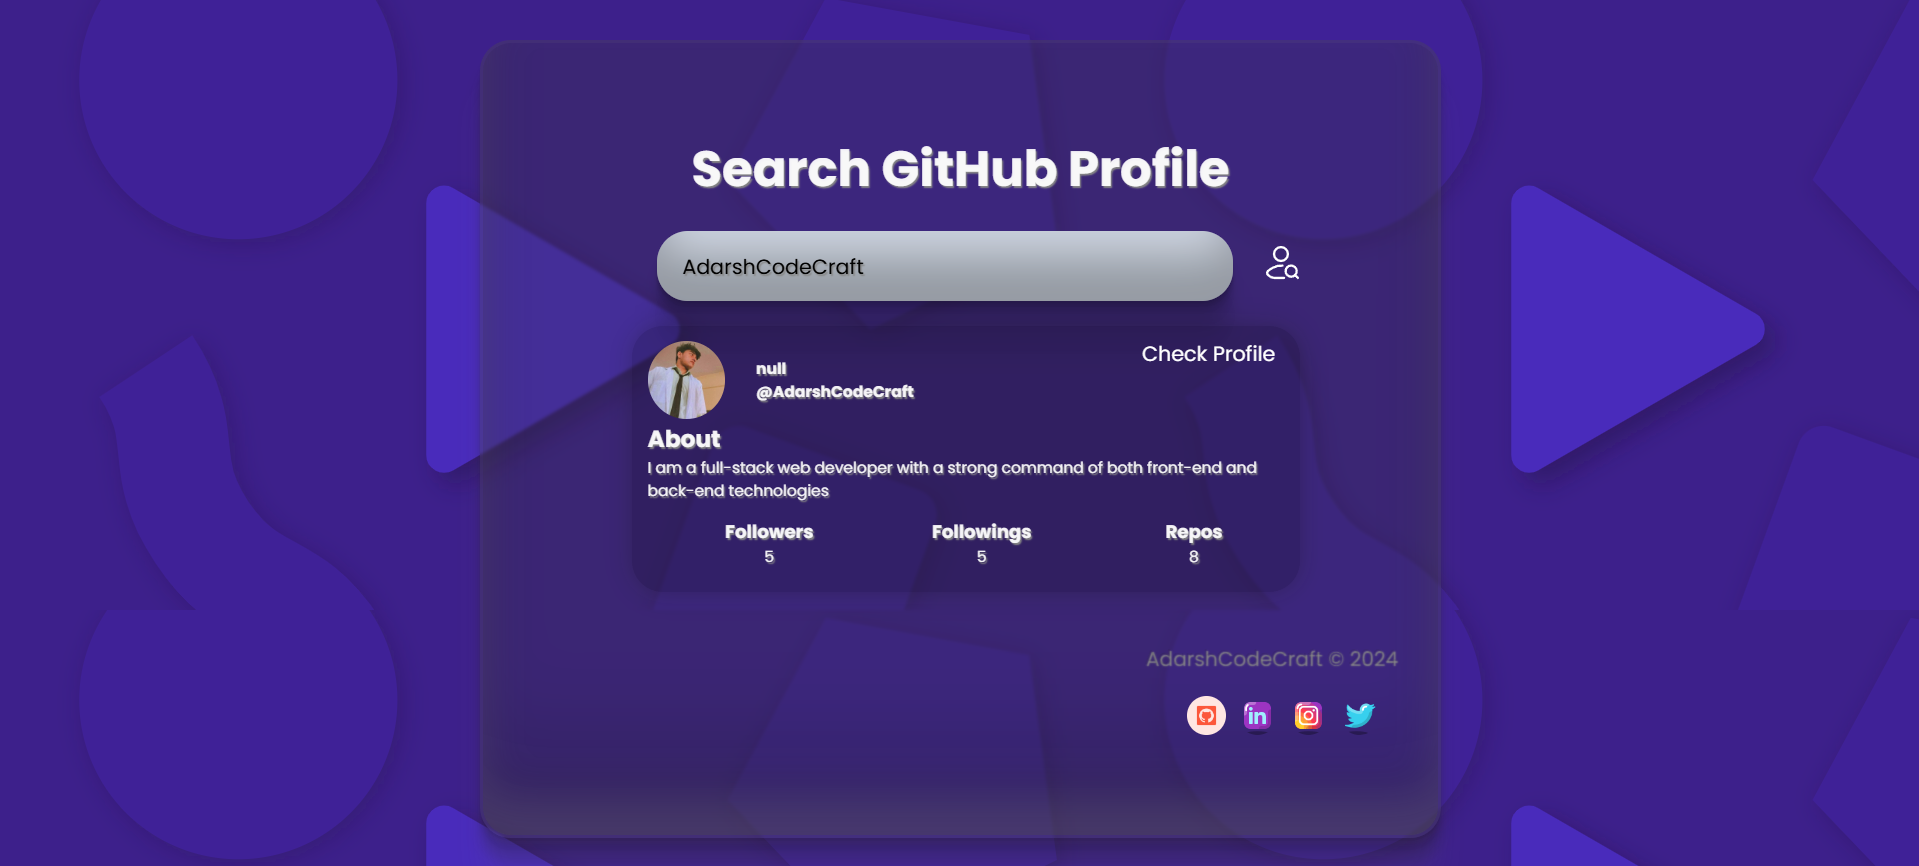 Search GitHub Profile
AdarshCodeCraft
Check Profile
null
@AdarshCodeCraft
About
I am a full-stack web developer with a strong command of both front-end and
back-end technologies
Followers Followings Repos
5 5 8
AdarshCodeCraft © 2024
in